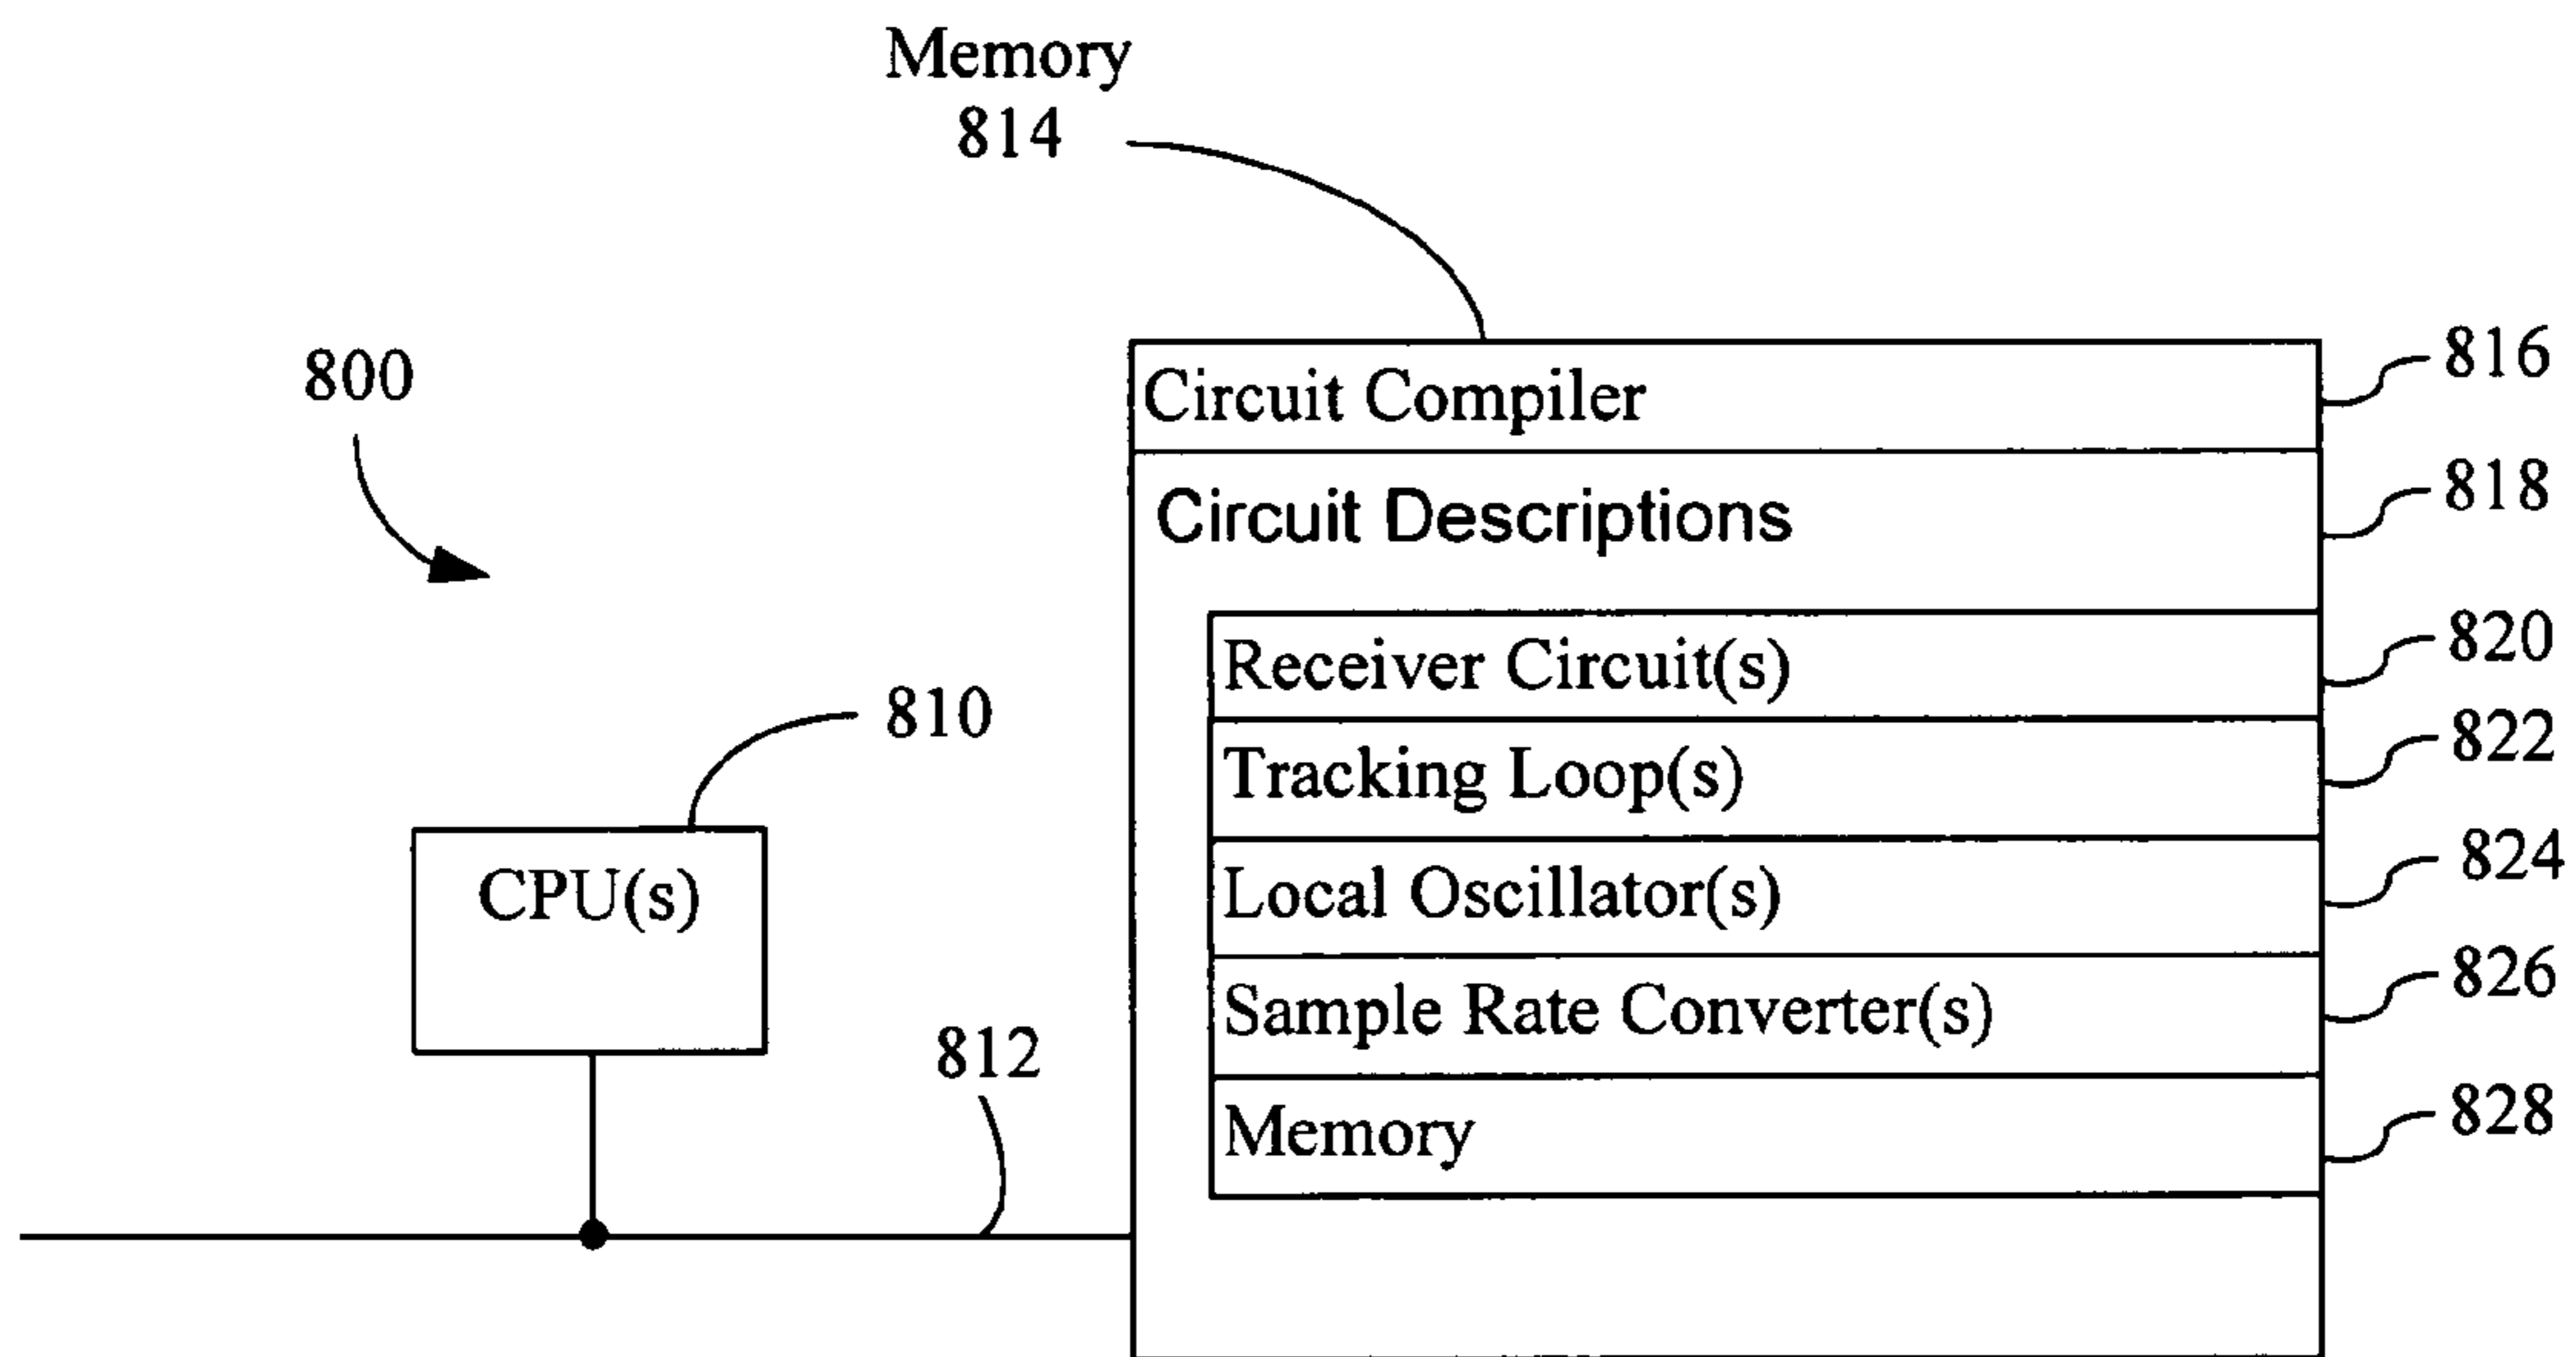 Memory
814
800
816
Circuit Compiler
818
Circuit Descriptions
820
Receiver Circuit(s)
810
822
Tracking Loop(s)
824
CPU(s)
Local Oscillator(s)
826
Sample Rate Converter(s)
812
828
Memory